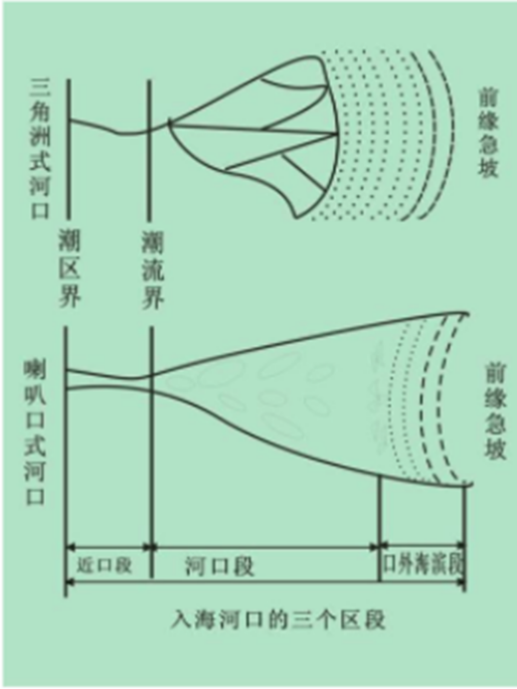 三角洲式河口
前缘急坡
潮区界
潮流界
喇叭口式河口
前缘急坡
近口段
河口段
口外海滨段
入海河口的三个区段